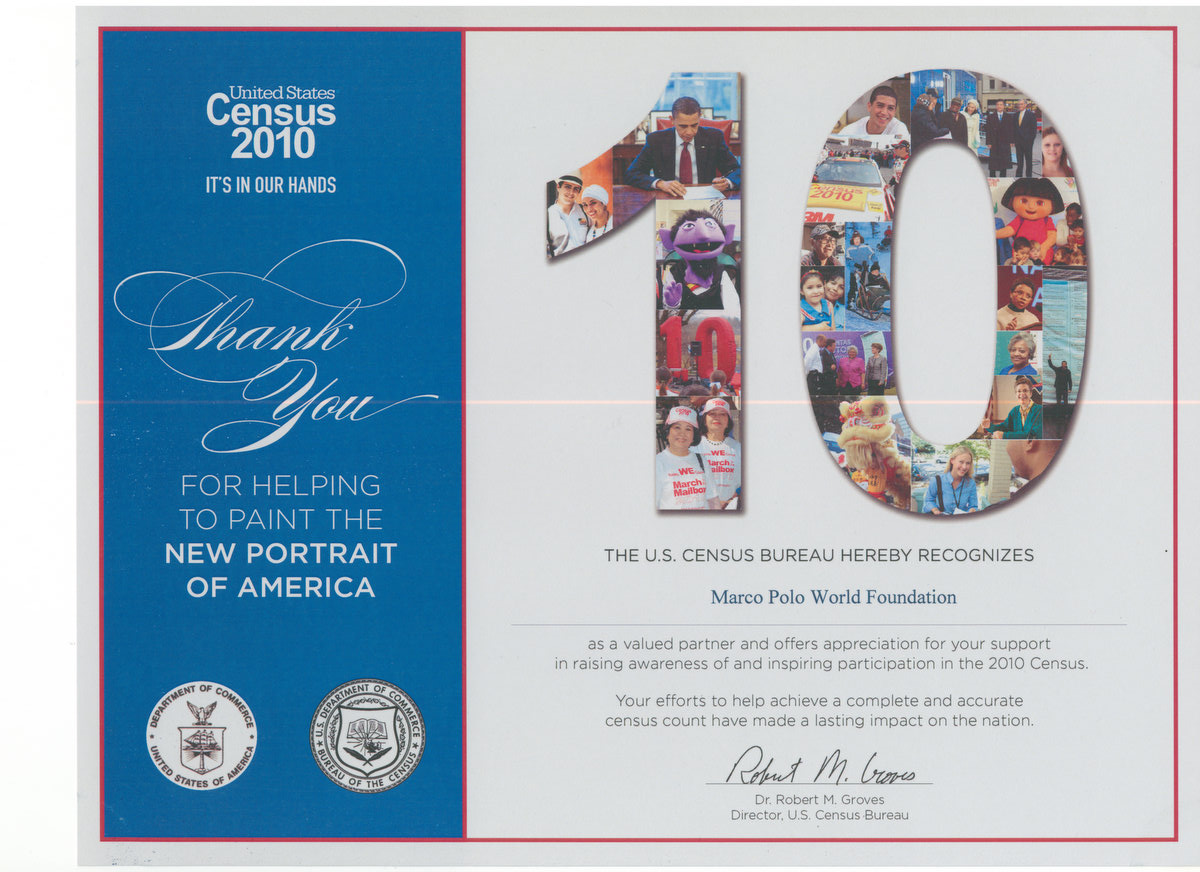 United States
Census
2010
IT'S IN OUR HANDS
Thank
You
FOR HELPING
TO PAINT THE
NEW PORTRAIT
OF AMERICA
DEPARTMENT OF COMMERCE
UNITED STATES OF AMERICA
U.S. DEPARTMENT OF COMMERCE
BUREAU OF THE CENSUS
10
Census
2010
10
WE
March
Mailbox
WE
THE U.S. CENSUS BUREAU HEREBY RECOGNIZES
Marco Polo World Foundation
as a valued partner and offers appreciation for your support
in raising awareness of and inspiring participation in the 2010 Census.
Your efforts to help achieve a complete and accurate
census count have made a lasting impact on the nation.
Robert M. Groves
Dr. Robert M. Groves
Director, U.S. Census Bureau